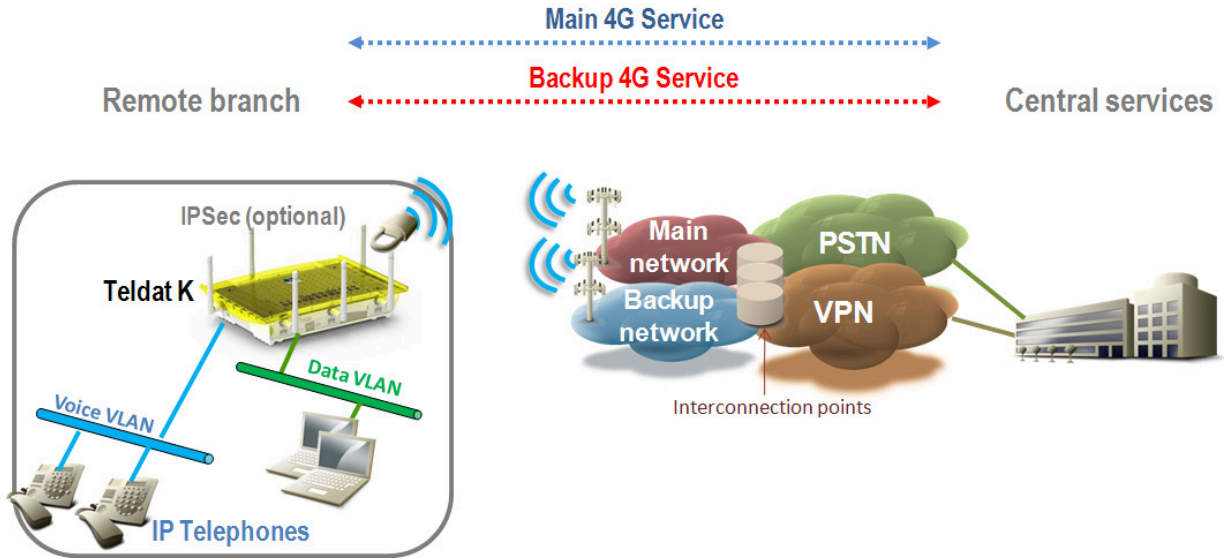 Main 4G Service
Backup 4G Service
Remote branch
Central services
IPSec (optional)
Teldat K
Main
network
PSTN
Backup
network
VPN
Data VLAN
Voice VLAN
Interconnection points
IP Telephones